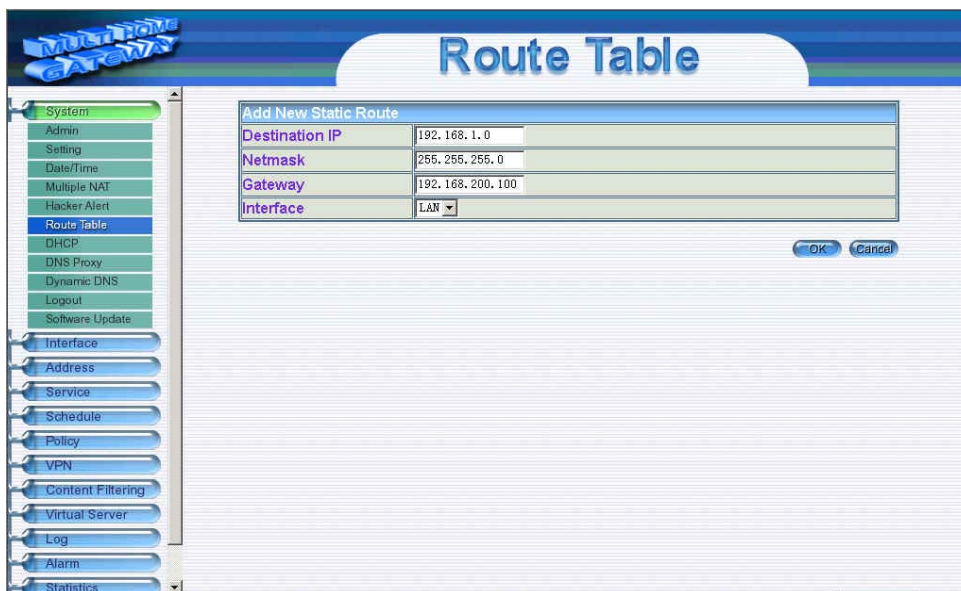 MULTI HOME
GATEWAY
Route Table
System
Admin
Setting
Date/Time
Multiple NAT
Hacker Alert
Route Table
DHCP
DNS Proxy
Dynamic DNS
Logout
Software Update
Interface
Address
Service
Schedule
Policy
VPN
Content Filtering
Virtual Server
Log
Alarm
Statistics
Add New Static Route
Destination IP 192.168.1.0
Netmask 255.255.255.0
Gateway 192.168.200.100
Interface LAN
OK Cancel